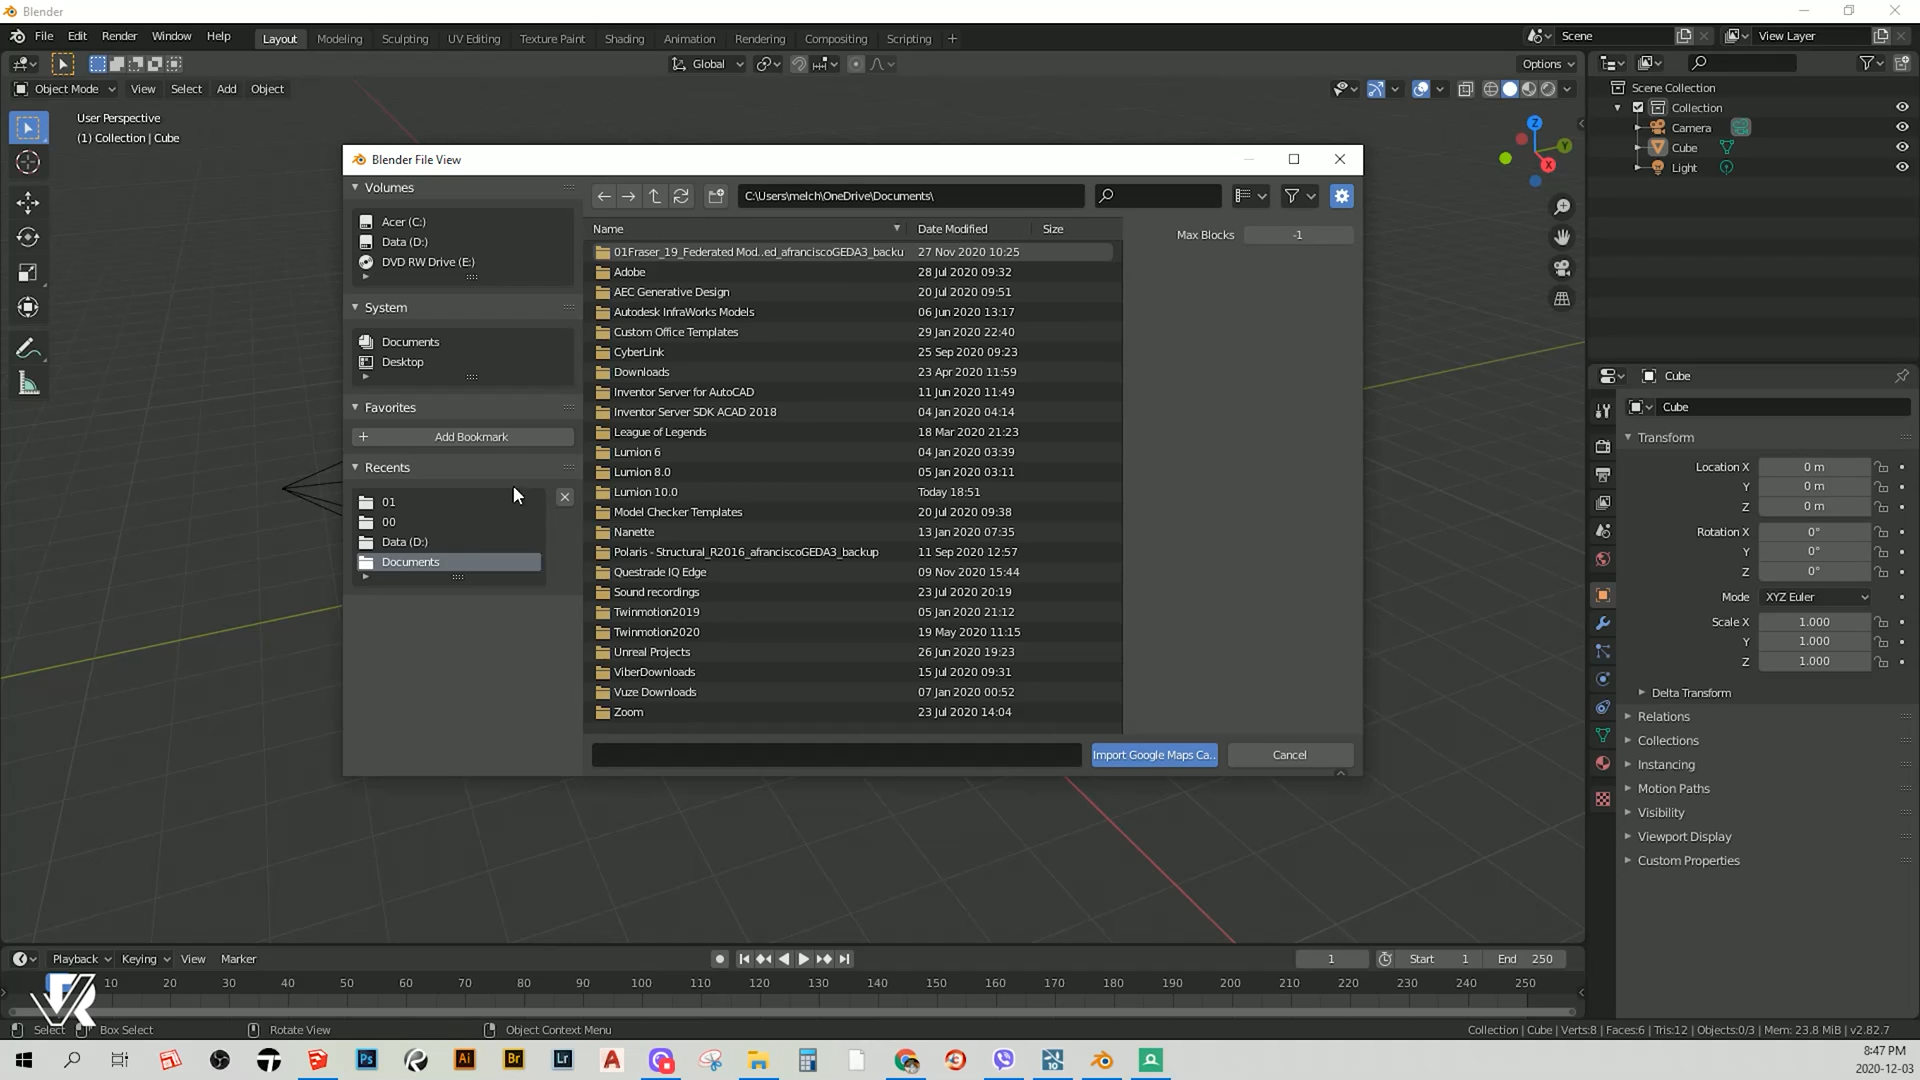 Blender
File Edit Render Window Help Layout Modeling Sculpting UV Editing Texture Paint Shading Animation Rendering Compositing Scripting + Scene View Layer
Global Options
Object Mode View Select Add Object
User Perspective
(1) Collection | Cube
Z
Y
X
Scene Collection
Collection
Camera
Cube
Light
Blender File View
Volumes
Acer (C:)
Data (D:)
DVD RW Drive (E:)
System
Documents
Desktop
Favorites
Add Bookmark
Recents
01
00
Data (D:)
Documents
C:\Users\melch\OneDrive\Documents\
Name Date Modified Size
01Fraser_19_Federated Mod..ed_afranciscoGEDA3_backu 27 Nov 2020 10:25
Adobe 28 Jul 2020 09:32
AEC Generative Design 20 Jul 2020 09:51
Autodesk InfraWorks Models 06 Jun 2020 13:17
Custom Office Templates 29 Jan 2020 22:40
CyberLink 25 Sep 2020 09:23
Downloads 23 Apr 2020 11:59
Inventor Server for AutoCAD 11 Jun 2020 11:49
Inventor Server SDK ACAD 2018 04 Jan 2020 04:14
League of Legends 18 Mar 2020 21:23
Lumion 6 04 Jan 2020 03:39
Lumion 8.0 05 Jan 2020 03:11
Lumion 10.0 Today 18:51
Model Checker Templates 20 Jul 2020 09:38
Nanette 13 Jan 2020 07:35
Polaris - Structural_R2016_afranciscoGEDA3_backup 11 Sep 2020 12:57
Questrade IQ Edge 09 Nov 2020 15:44
Sound recordings 23 Jul 2020 20:19
Twinmotion2019 05 Jan 2020 21:12
Twinmotion2020 19 May 2020 11:15
Unreal Projects 26 Jun 2020 19:23
ViberDownloads 15 Jul 2020 09:31
Vuze Downloads 07 Jan 2020 00:52
Zoom 23 Jul 2020 14:04
Max Blocks -1
Import Google Maps Ca.. Cancel
Cube
Cube
Transform
Location X 0 m
Y 0 m
Z 0 m
Rotation X 0°
Y 0°
Z 0°
Mode XYZ Euler
Scale X 1.000
Y 1.000
Z 1.000
Delta Transform
Relations
Collections
Instancing
Motion Paths
Visibility
Viewport Display
Custom Properties
Playback Keying View Marker 1 Start 1 End 250
10 20 30 40 50 60 70 80 90 100 110 120 130 140 150 160 170 180 190 200 210 220 230 240 250
Select Box Select Rotate View Object Context Menu Collection | Cube | Verts:8 | Faces:6 | Tris:12 | Objects:0/3 | Mem: 23.8 MiB | v2.82.7
Ps Ai Br Lr A 10
8:47 PM
2020-12-03